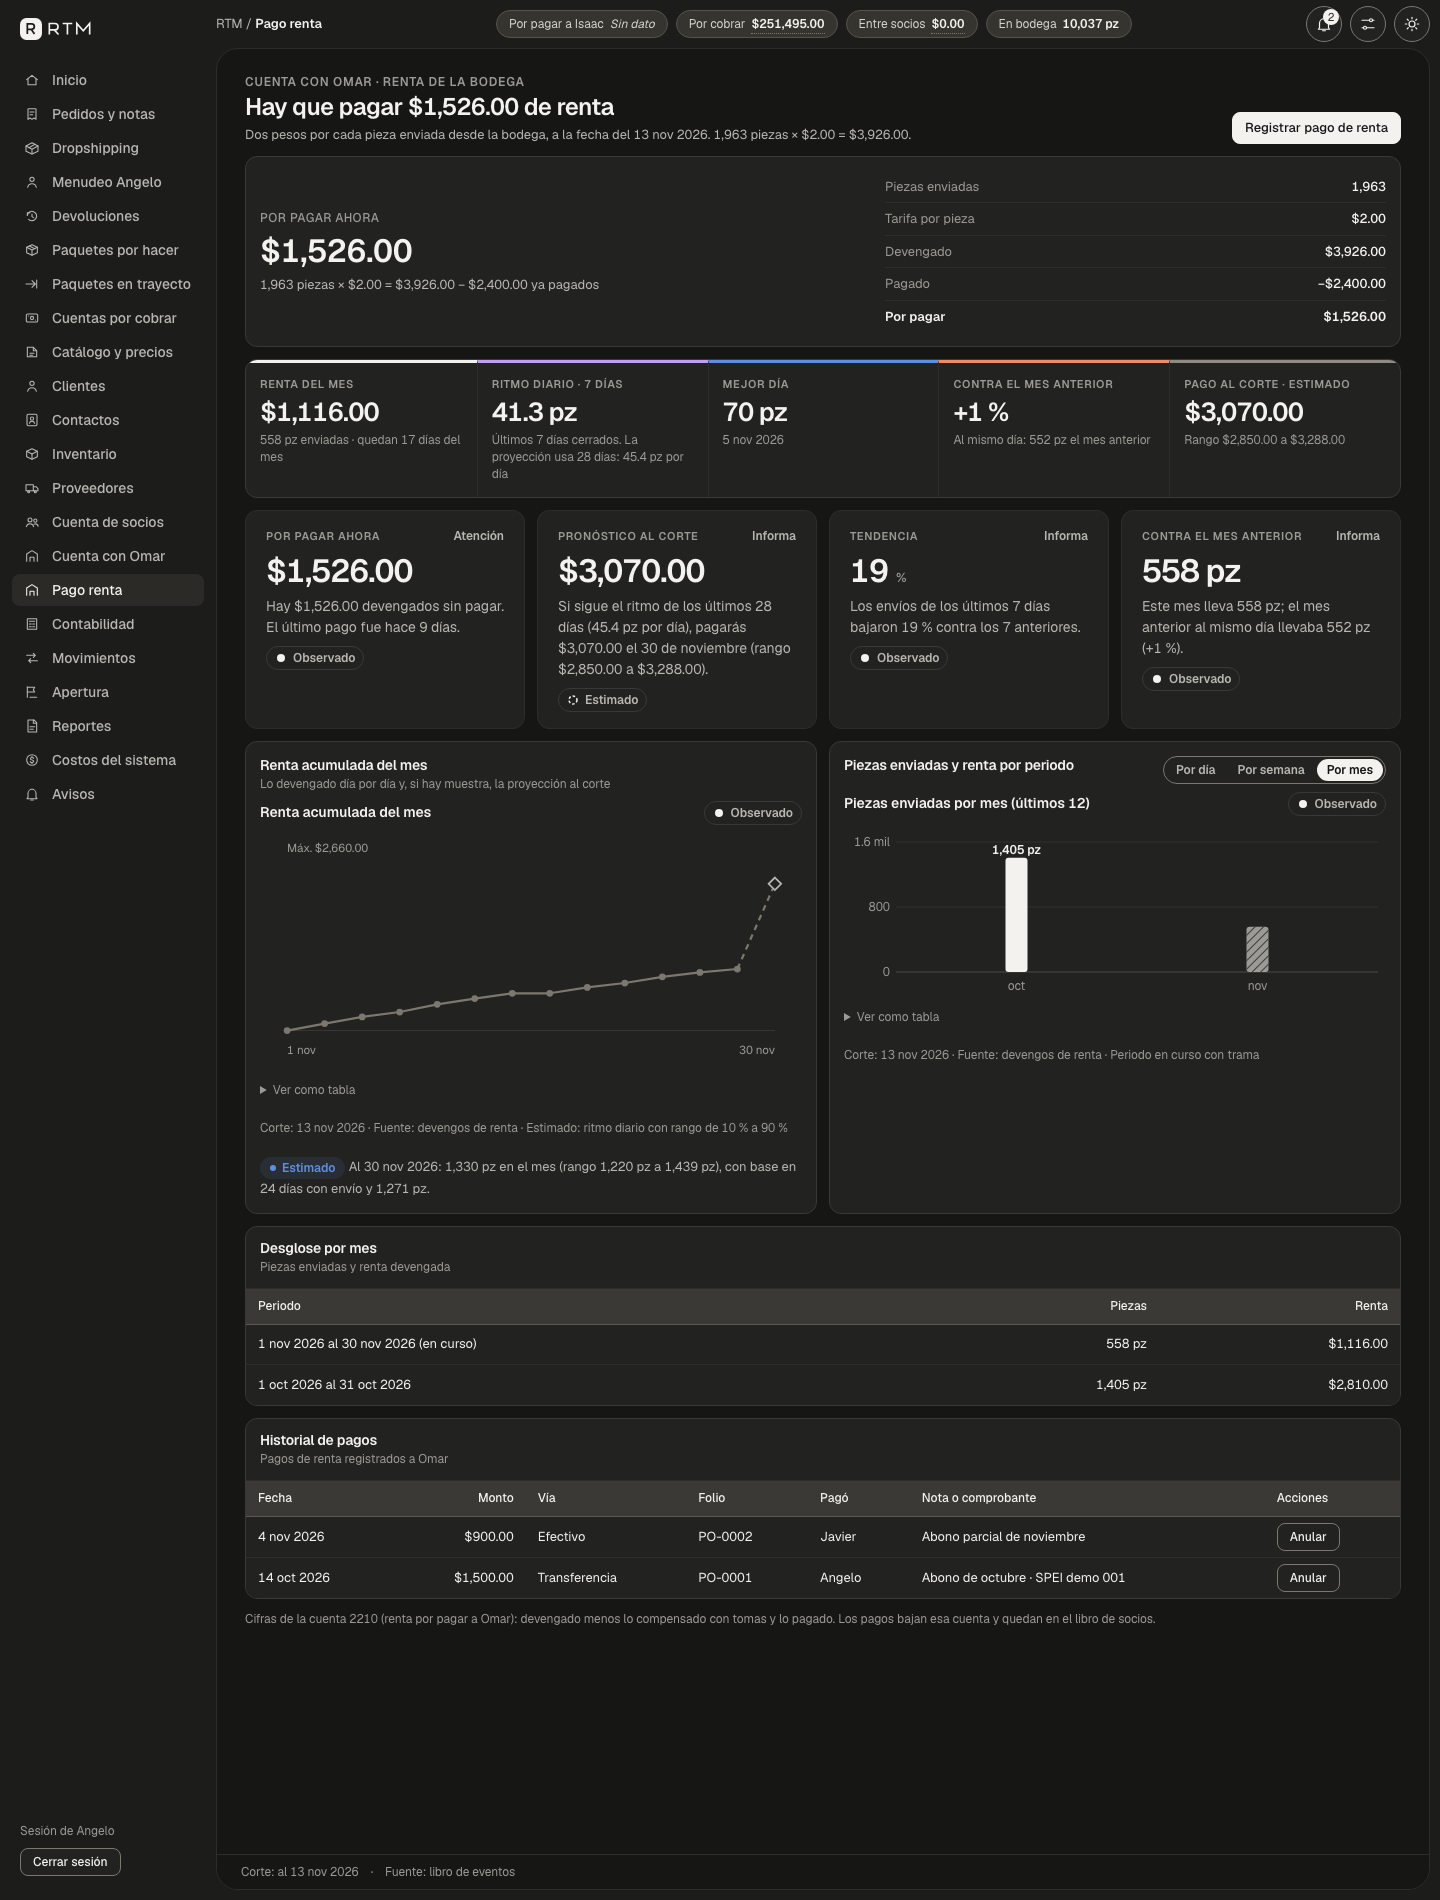 R RTM
RTM / Pago renta
Por pagar a Isaac Sin dato
Por cobrar $251,495.00
Entre socios $0.00
En bodega 10,037 pz
2
Inicio
Pedidos y notas
Dropshipping
Menudeo Angelo
Devoluciones
Paquetes por hacer
Paquetes en trayecto
Cuentas por cobrar
Catálogo y precios
Clientes
Contactos
Inventario
Proveedores
Cuenta de socios
Cuenta con Omar
Pago renta
Contabilidad
Movimientos
Apertura
Reportes
Costos del sistema
Avisos
Sesión de Angelo
Cerrar sesión
CUENTA CON OMAR · RENTA DE LA BODEGA
Hay que pagar $1,526.00 de renta
Dos pesos por cada pieza enviada desde la bodega, a la fecha del 13 nov 2026. 1,963 piezas × $2.00 = $3,926.00.
Registrar pago de renta
POR PAGAR AHORA
$1,526.00
1,963 piezas × $2.00 = $3,926.00 − $2,400.00 ya pagados
Piezas enviadas 1,963
Tarifa por pieza $2.00
Devengado $3,926.00
Pagado −$2,400.00
Por pagar $1,526.00
RENTA DEL MES
$1,116.00
558 pz enviadas · quedan 17 días del
mes
RITMO DIARIO · 7 DÍAS
41.3 pz
Últimos 7 días cerrados. La
proyección usa 28 días: 45.4 pz por
día
MEJOR DÍA
70 pz
5 nov 2026
CONTRA EL MES ANTERIOR
+1 %
Al mismo día: 552 pz el mes anterior
PAGO AL CORTE · ESTIMADO
$3,070.00
Rango $2,850.00 a $3,288.00
POR PAGAR AHORA Atención
$1,526.00
Hay $1,526.00 devengados sin pagar.
El último pago fue hace 9 días.
Observado
PRONÓSTICO AL CORTE Informa
$3,070.00
Si sigue el ritmo de los últimos 28
días (45.4 pz por día), pagarás
$3,070.00 el 30 de noviembre (rango
$2,850.00 a $3,288.00).
Estimado
TENDENCIA Informa
19 %
Los envíos de los últimos 7 días
bajaron 19 % contra los 7 anteriores.
Observado
CONTRA EL MES ANTERIOR Informa
558 pz
Este mes lleva 558 pz; el mes
anterior al mismo día llevaba 552 pz
(+1 %).
Observado
Renta acumulada del mes
Lo devengado día por día y, si hay muestra, la proyección al corte
Renta acumulada del mes Observado
Máx. $2,660.00
1 nov 30 nov
Ver como tabla
Corte: 13 nov 2026 · Fuente: devengos de renta · Estimado: ritmo diario con rango de 10 % a 90 %
Estimado Al 30 nov 2026: 1,330 pz en el mes (rango 1,220 pz a 1,439 pz), con base en
24 días con envío y 1,271 pz.
Piezas enviadas y renta por periodo
Por día Por semana Por mes
Piezas enviadas por mes (últimos 12) Observado
1.6 mil
1,405 pz
800
0
oct nov
Ver como tabla
Corte: 13 nov 2026 · Fuente: devengos de renta · Periodo en curso con trama
Desglose por mes
Piezas enviadas y renta devengada
Periodo Piezas Renta
1 nov 2026 al 30 nov 2026 (en curso) 558 pz $1,116.00
1 oct 2026 al 31 oct 2026 1,405 pz $2,810.00
Historial de pagos
Pagos de renta registrados a Omar
Fecha Monto Vía Folio Pagó Nota o comprobante Acciones
4 nov 2026 $900.00 Efectivo PO-0002 Javier Abono parcial de noviembre Anular
14 oct 2026 $1,500.00 Transferencia PO-0001 Angelo Abono de octubre · SPEI demo 001 Anular
Cifras de la cuenta 2210 (renta por pagar a Omar): devengado menos lo compensado con tomas y lo pagado. Los pagos bajan esa cuenta y quedan en el libro de socios.
Corte: al 13 nov 2026 · Fuente: libro de eventos